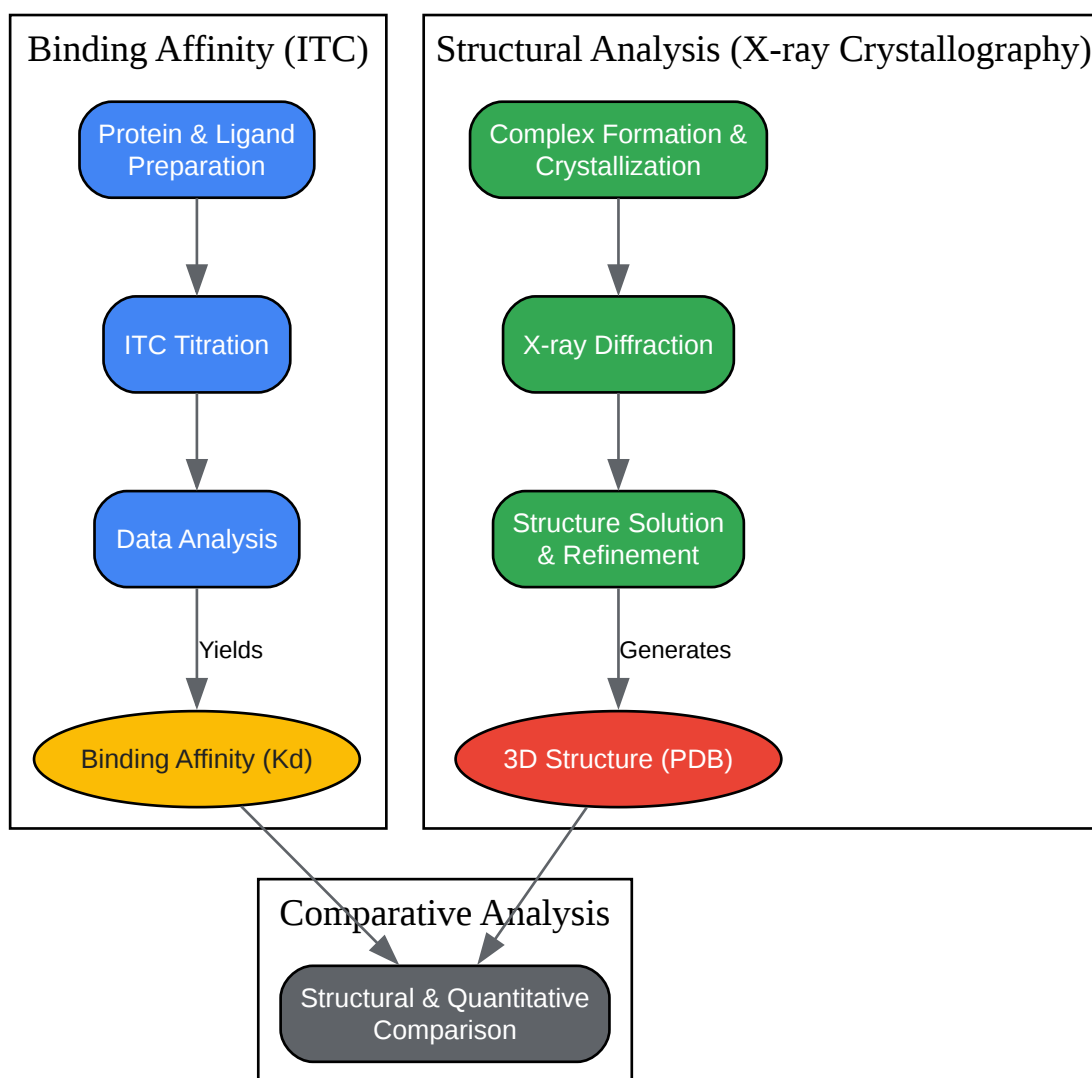 Binding Affinity (ITC)
Protein & Ligand
Preparation
ITC Titration
Data Analysis
Yields
Binding Affinity (Kd)
Structural Analysis (X-ray Crystallography)
Complex Formation &
Crystallization
X-ray Diffraction
Structure Solution
& Refinement
Generates
3D Structure (PDB)
Comparative Analysis
Structural & Quantitative
Comparison